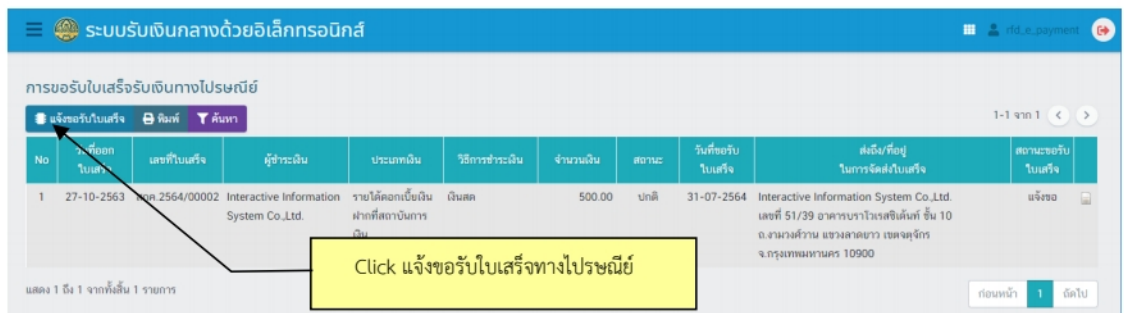 ระบบรับเงินกลางด้วยอิเล็กทรอนิกส์
rfd_e_payment
การขอรับใบเสร็จรับเงินทางไปรษณีย์
แจ้งขอรับใบเสร็จ พิมพ์ ค้นหา
1-1 จาก 1
No วันที่ออกใบเสร็จ เลขที่ใบเสร็จ ผู้ชำระเงิน ประเภทเงิน วิธีการชำระเงิน จำนวนเงิน สถานะ วันที่ขอรับ ส่งถึง/ที่อยู่ สถานะขอรับ
ใบเสร็จ ในการจัดส่งใบเสร็จ ใบเสร็จ
1 27-10-2563 2564/00002 Interactive Information รายได้ดอกเบี้ยเงิน เงินสด 500.00 ปกติ 31-07-2564 Interactive Information System Co.,Ltd. แจ้งขอ
System Co.,Ltd. ฝากที่สถาบันการ เลขที่ 51/39 อาคารบราโวเรสซิเด้นท์ ชั้น 10
เงิน ถ.งามวงศ์วาน แขวงลาดยาว เขตจตุจักร
จ.กรุงเทพมหานคร 10900
Click แจ้งขอรับใบเสร็จทางไปรษณีย์
แสดง 1 ถึง 1 จากทั้งสิ้น 1 รายการ
ก่อนหน้า 1 ถัดไป